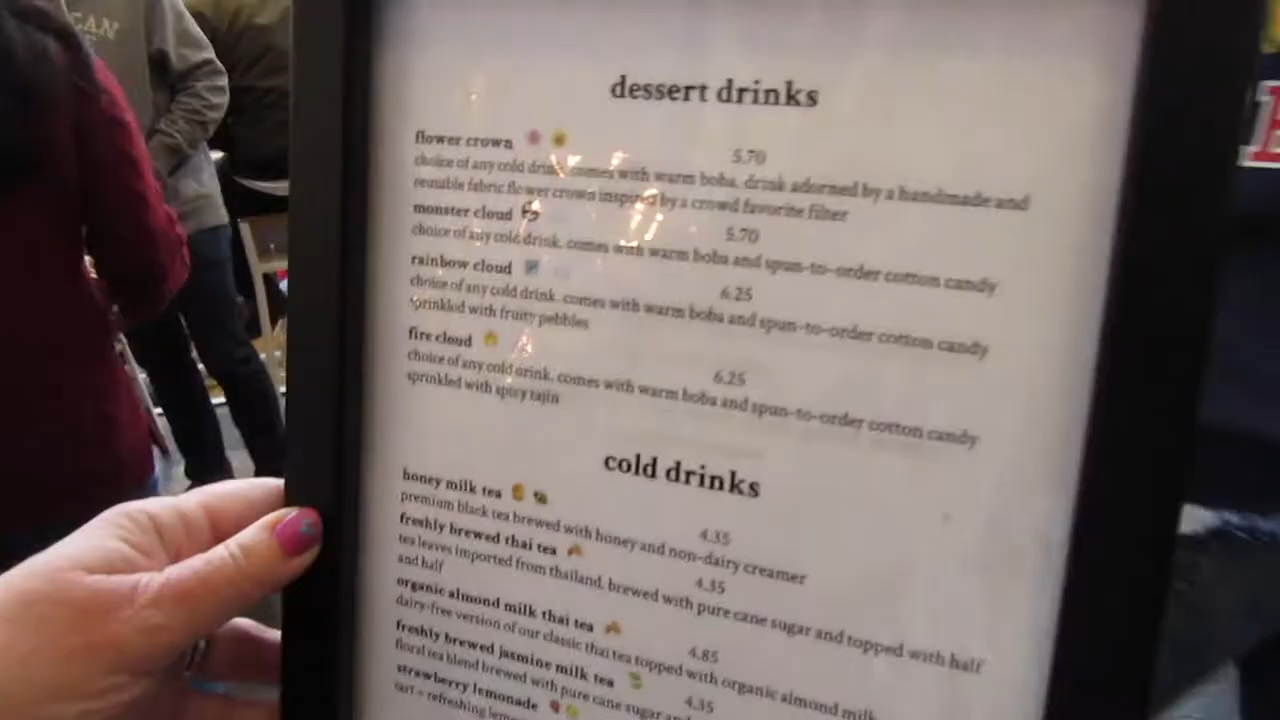 CAN
dessert drinks
flower crown
5.70
choice of any cold drink, comes with warm boba. drink adorned by a handmade and
reusable fabric flower crown inspired by a crowd favorite filter
monster cloud
5.70
choice of any cold drink. comes with warm boba and spun-to-order cotton candy
rainbow cloud
6.25
choice of any cold drink. comes with warm boba and spun-to-order cotton candy
sprinkled with fruity pebbles
fire cloud
6.25
choice of any cold drink. comes with warm boba and spun-to-order cotton candy
sprinkled with spicy tajin
cold drinks
honey milk tea
4.35
premium black tea brewed with honey and non-dairy creamer
freshly brewed thai tea
4.35
tea leaves imported from thailand, brewed with pure cane sugar and topped with half
and half
organic almond milk thai tea
4.85
dairy-free version of our classic thai tea topped with organic almond milk
freshly brewed jasmine milk tea
4.35
floral tea blend brewed with pure cane sugar and
strawberry lemonade
tart + refreshing